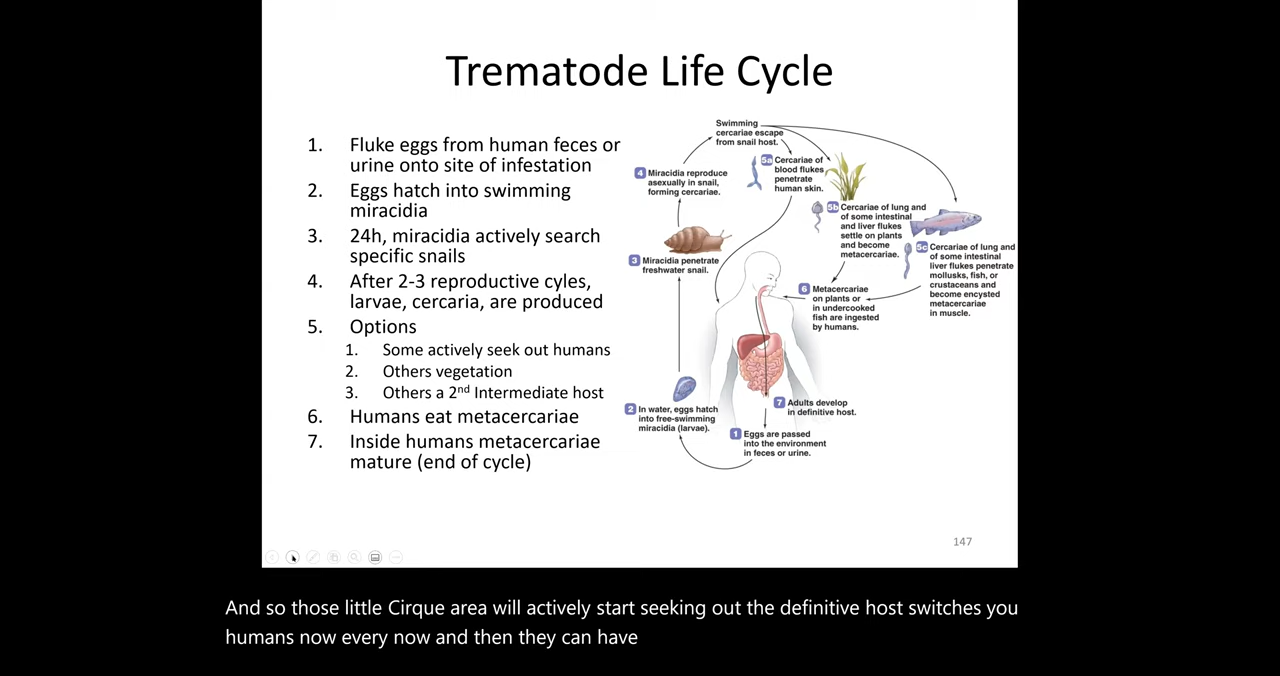 Trematode Life Cycle
1. Fluke eggs from human feces or
urine onto site of infestation
2. Eggs hatch into swimming
miracidia
3. 24h, miracidia actively search
specific snails
4. After 2-3 reproductive cyles,
larvae, cercaria, are produced
5. Options
1. Some actively seek out humans
2. Others vegetation
3. Others a 2nd Intermediate host
6. Humans eat metacercariae
7. Inside humans metacercariae
mature (end of cycle)
Swimming
cercariae escape
from snail host.
4 Miracidia reproduce
asexually in snail,
forming cercariae.
5a Cercariae of
blood flukes
penetrate
human skin.
5b Cercariae of lung and
of some intestinal
and liver flukes
settle on plants
and become
metacercariae.
5c Cercariae of lung and
of some intestinal
liver flukes penetrate
mollusks, fish, or
crustaceans and
become encysted
metacercariae
in muscle.
3 Miracidia penetrate
freshwater snail.
6 Metacercariae
on plants or
in undercooked
fish are ingested
by humans.
2 In water, eggs hatch
into free-swimming
miracidia (larvae).
7 Adults develop
in definitive host.
1 Eggs are passed
into the environment
in feces or urine.
147
And so those little Cirque area will actively start seeking out the definitive host switches you
humans now every now and then they can have